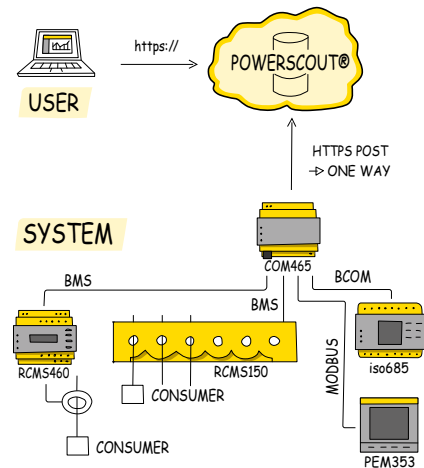 https://
POWERSCOUT®
USER
HTTPS POST
→ ONE WAY
SYSTEM
COM465
BMS
BCOM
BMS
MODBUS
RCMS460
RCMS150
iso685
CONSUMER
CONSUMER
PEM353